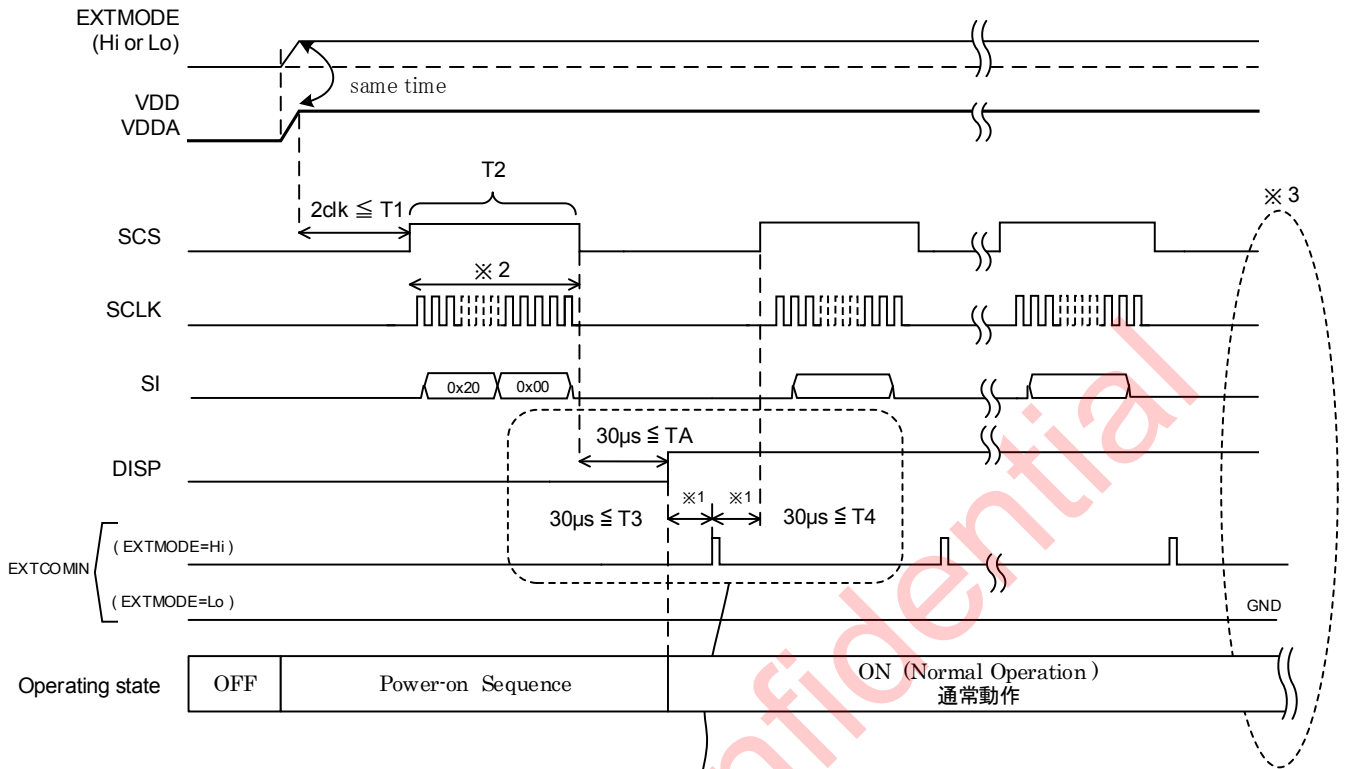 EXTMODE
(Hi or Lo)
same time
VDD
VDDA
T2
※ 3
2clk ≦ T1
SCS
※ 2
SCLK
SI
0x20
0x00
30µs ≦ TA
DISP
※1
※1
30µs ≦ T3
30µs ≦ T4
( EXTMODE=Hi )
EXTCOMIN
( EXTMODE=Lo )
GND
Operating state
OFF
Power-on Sequence
ON (Normal Operation )
通常動作
nfidential